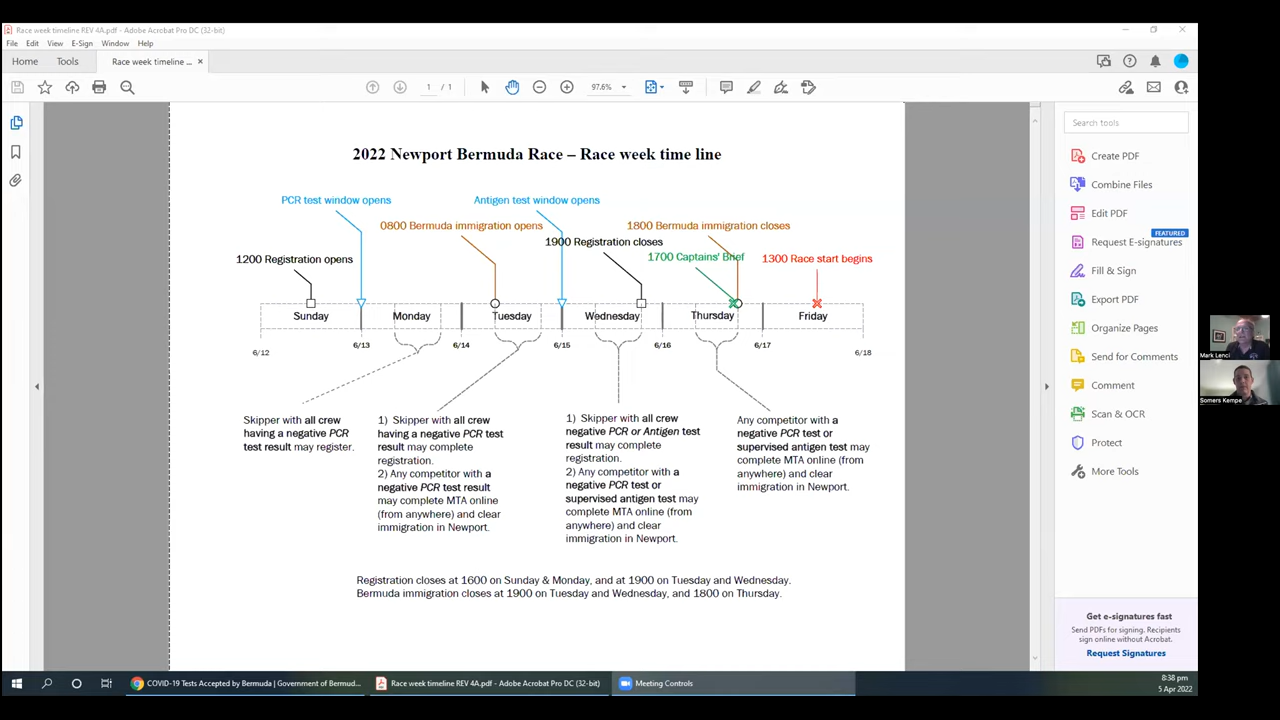 Race week timeline REV 4A.pdf - Adobe Acrobat Pro DC (32-bit)
File Edit View E-Sign Window Help
Home Tools Race week timeline ... ×
1 / 1 97.6%
Search tools
Create PDF
Combine Files
Edit PDF
FEATURED
Request E-signatures
Fill & Sign
Export PDF
Organize Pages
Send for Comments
Comment
Scan & OCR
Protect
More Tools
Get e-signatures fast
Send PDFs for signing. Recipients
sign online without Acrobat.
Request Signatures
2022 Newport Bermuda Race – Race week time line
PCR test window opens Antigen test window opens
0800 Bermuda immigration opens 1800 Bermuda immigration closes
1900 Registration closes
1200 Registration opens 1700 Captains' Brief 1300 Race start begins
Sunday Monday Tuesday Wednesday Thursday Friday
6/12 6/13 6/14 6/15 6/16 6/17 6/18
Skipper with all crew
having a negative PCR
test result may register.
1) Skipper with all crew
having a negative PCR test
result may complete
registration.
2) Any competitor with a
negative PCR test result
may complete MTA online
(from anywhere) and clear
immigration in Newport.
1) Skipper with all crew
negative PCR or Antigen test
result may complete
registration.
2) Any competitor with a
negative PCR test or
supervised antigen test may
complete MTA online (from
anywhere) and clear
immigration in Newport.
Any competitor with a
negative PCR test or
supervised antigen test may
complete MTA online (from
anywhere) and clear
immigration in Newport.
Registration closes at 1600 on Sunday & Monday, and at 1900 on Tuesday and Wednesday.
Bermuda immigration closes at 1900 on Tuesday and Wednesday, and 1800 on Thursday.
Mark Lenci
Somers Kempe
COVID-19 Tests Accepted by Bermuda | Government of Bermud... Race week timeline REV 4A.pdf - Adobe Acrobat Pro DC (32-bit) Meeting Controls
8:38 pm
5 Apr 2022